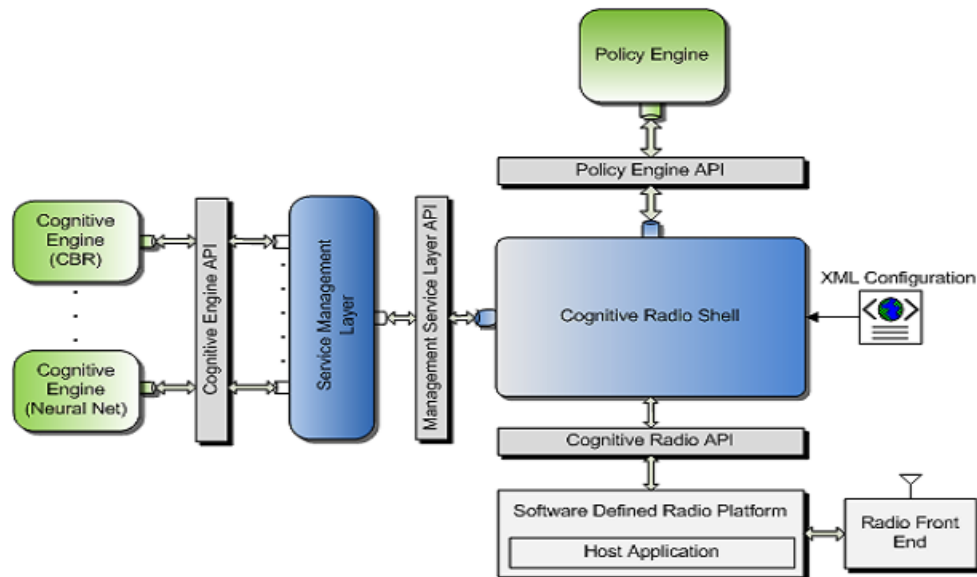 Policy Engine
Policy Engine API
Cognitive
Engine
(CBR)
Cognitive
Engine
(Neural Net)
Cognitive Engine API
Service Management
Layer
Management Service Layer API
Cognitive Radio Shell
XML Configuration
Cognitive Radio API
Software Defined Radio Platform
Host Application
Radio Front
End